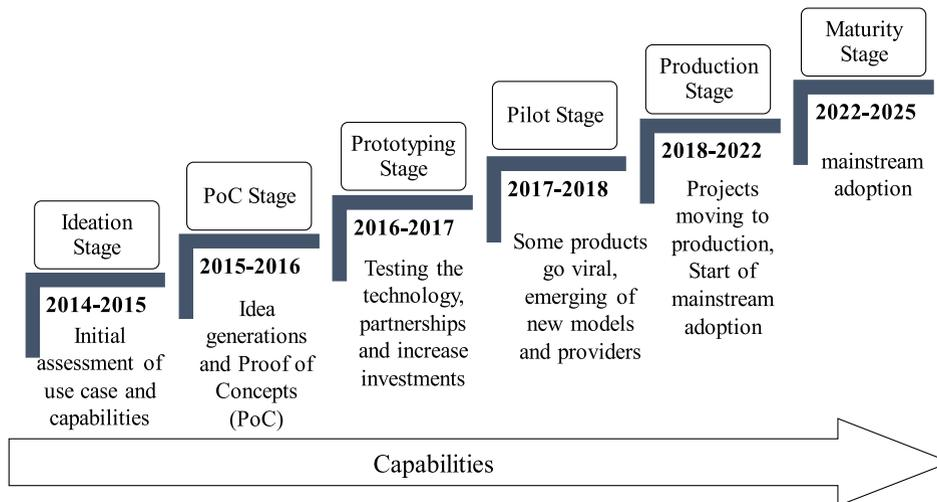 Ideation
Stage
2014-2015
Initial
assessment of
use case and
capabilities
PoC Stage
2015-2016
Idea
generations
and Proof of
Concepts
(PoC)
Prototyping
Stage
2016-2017
Testing the
technology,
partnerships
and increase
investments
Pilot Stage
2017-2018
Some products
go viral,
emerging of
new models
and providers
Production
Stage
2018-2022
Projects
moving to
production,
Start of
mainstream
adoption
Maturity
Stage
2022-2025
mainstream
adoption
Capabilities